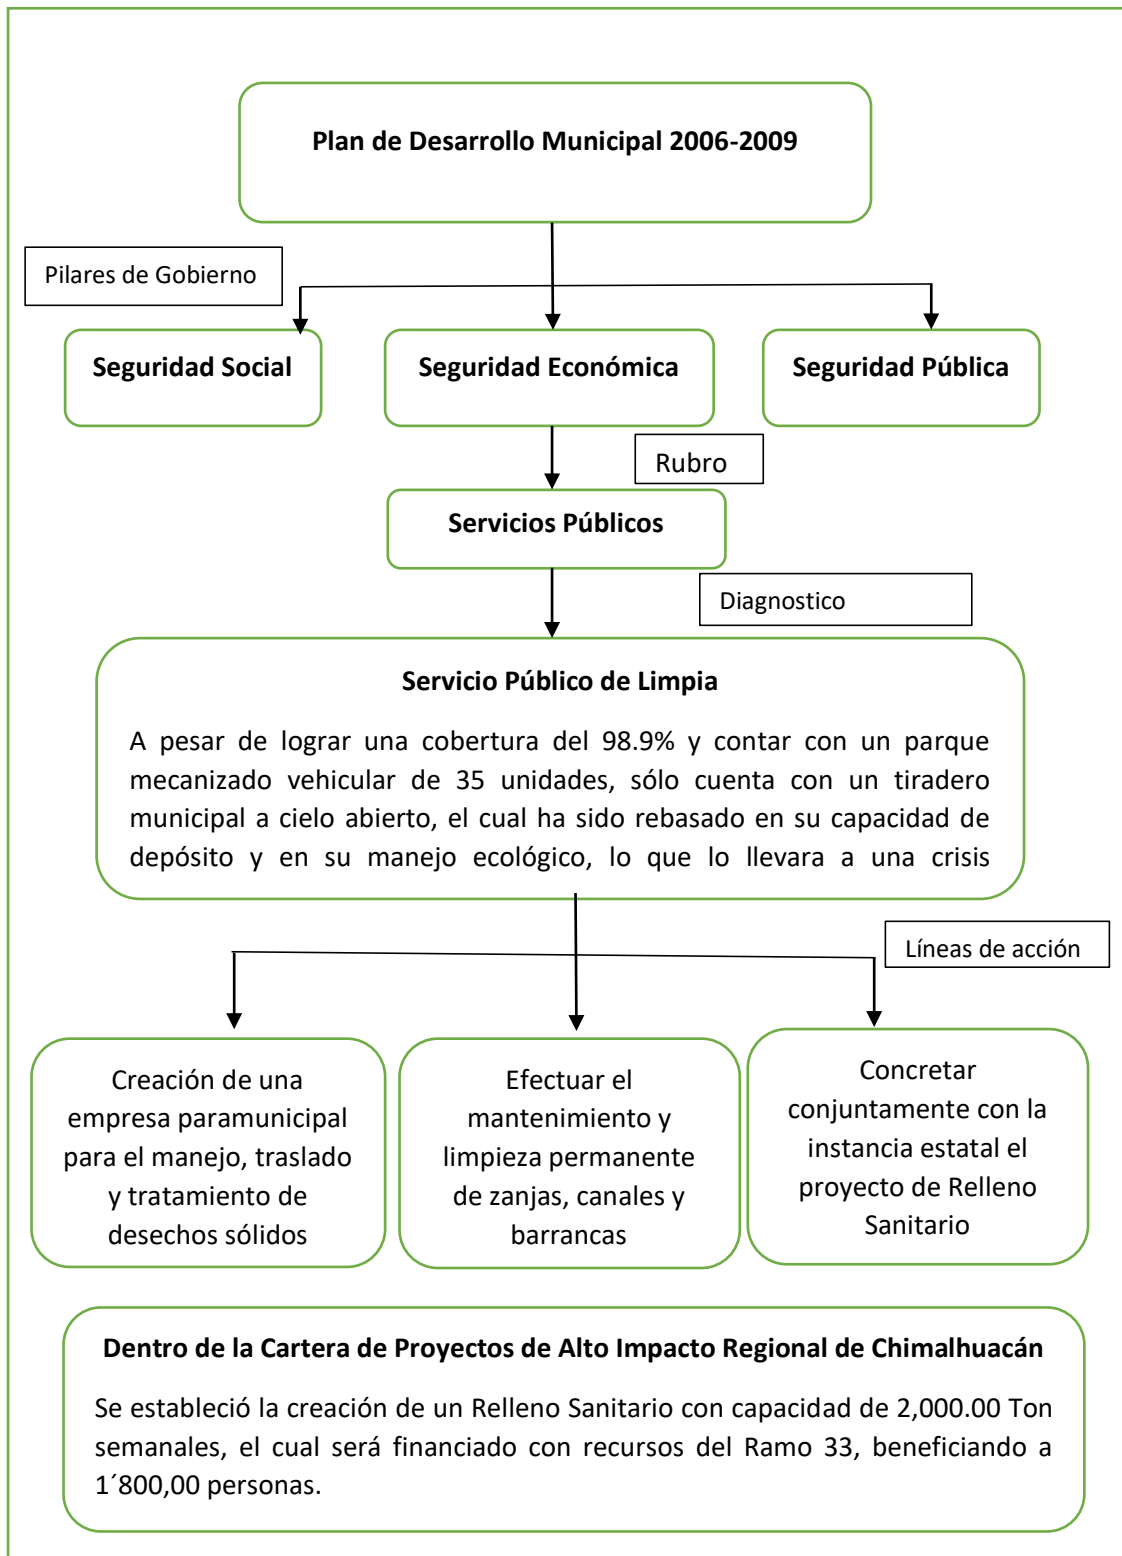 Plan de Desarrollo Municipal 2006-2009
Pilares de Gobierno
Seguridad Social
Seguridad Económica
Seguridad Pública
Rubro
Servicios Públicos
Diagnostico
Servicio Público de Limpia
A pesar de lograr una cobertura del 98.9% y contar con un parque
mecanizado vehicular de 35 unidades, sólo cuenta con un tiradero
municipal a cielo abierto, el cual ha sido rebasado en su capacidad de
depósito y en su manejo ecológico, lo que lo llevara a una crisis
Líneas de acción
Creación de una
empresa paramunicipal
para el manejo, traslado
y tratamiento de
desechos sólidos
Efectuar el
mantenimiento y
limpieza permanente
de zanjas, canales y
barrancas
Concretar
conjuntamente con la
instancia estatal el
proyecto de Relleno
Sanitario
Dentro de la Cartera de Proyectos de Alto Impacto Regional de Chimalhuacán
Se estableció la creación de un Relleno Sanitario con capacidad de 2,000.00 Ton
semanales, el cual será financiado con recursos del Ramo 33, beneficiando a
1´800,00 personas.